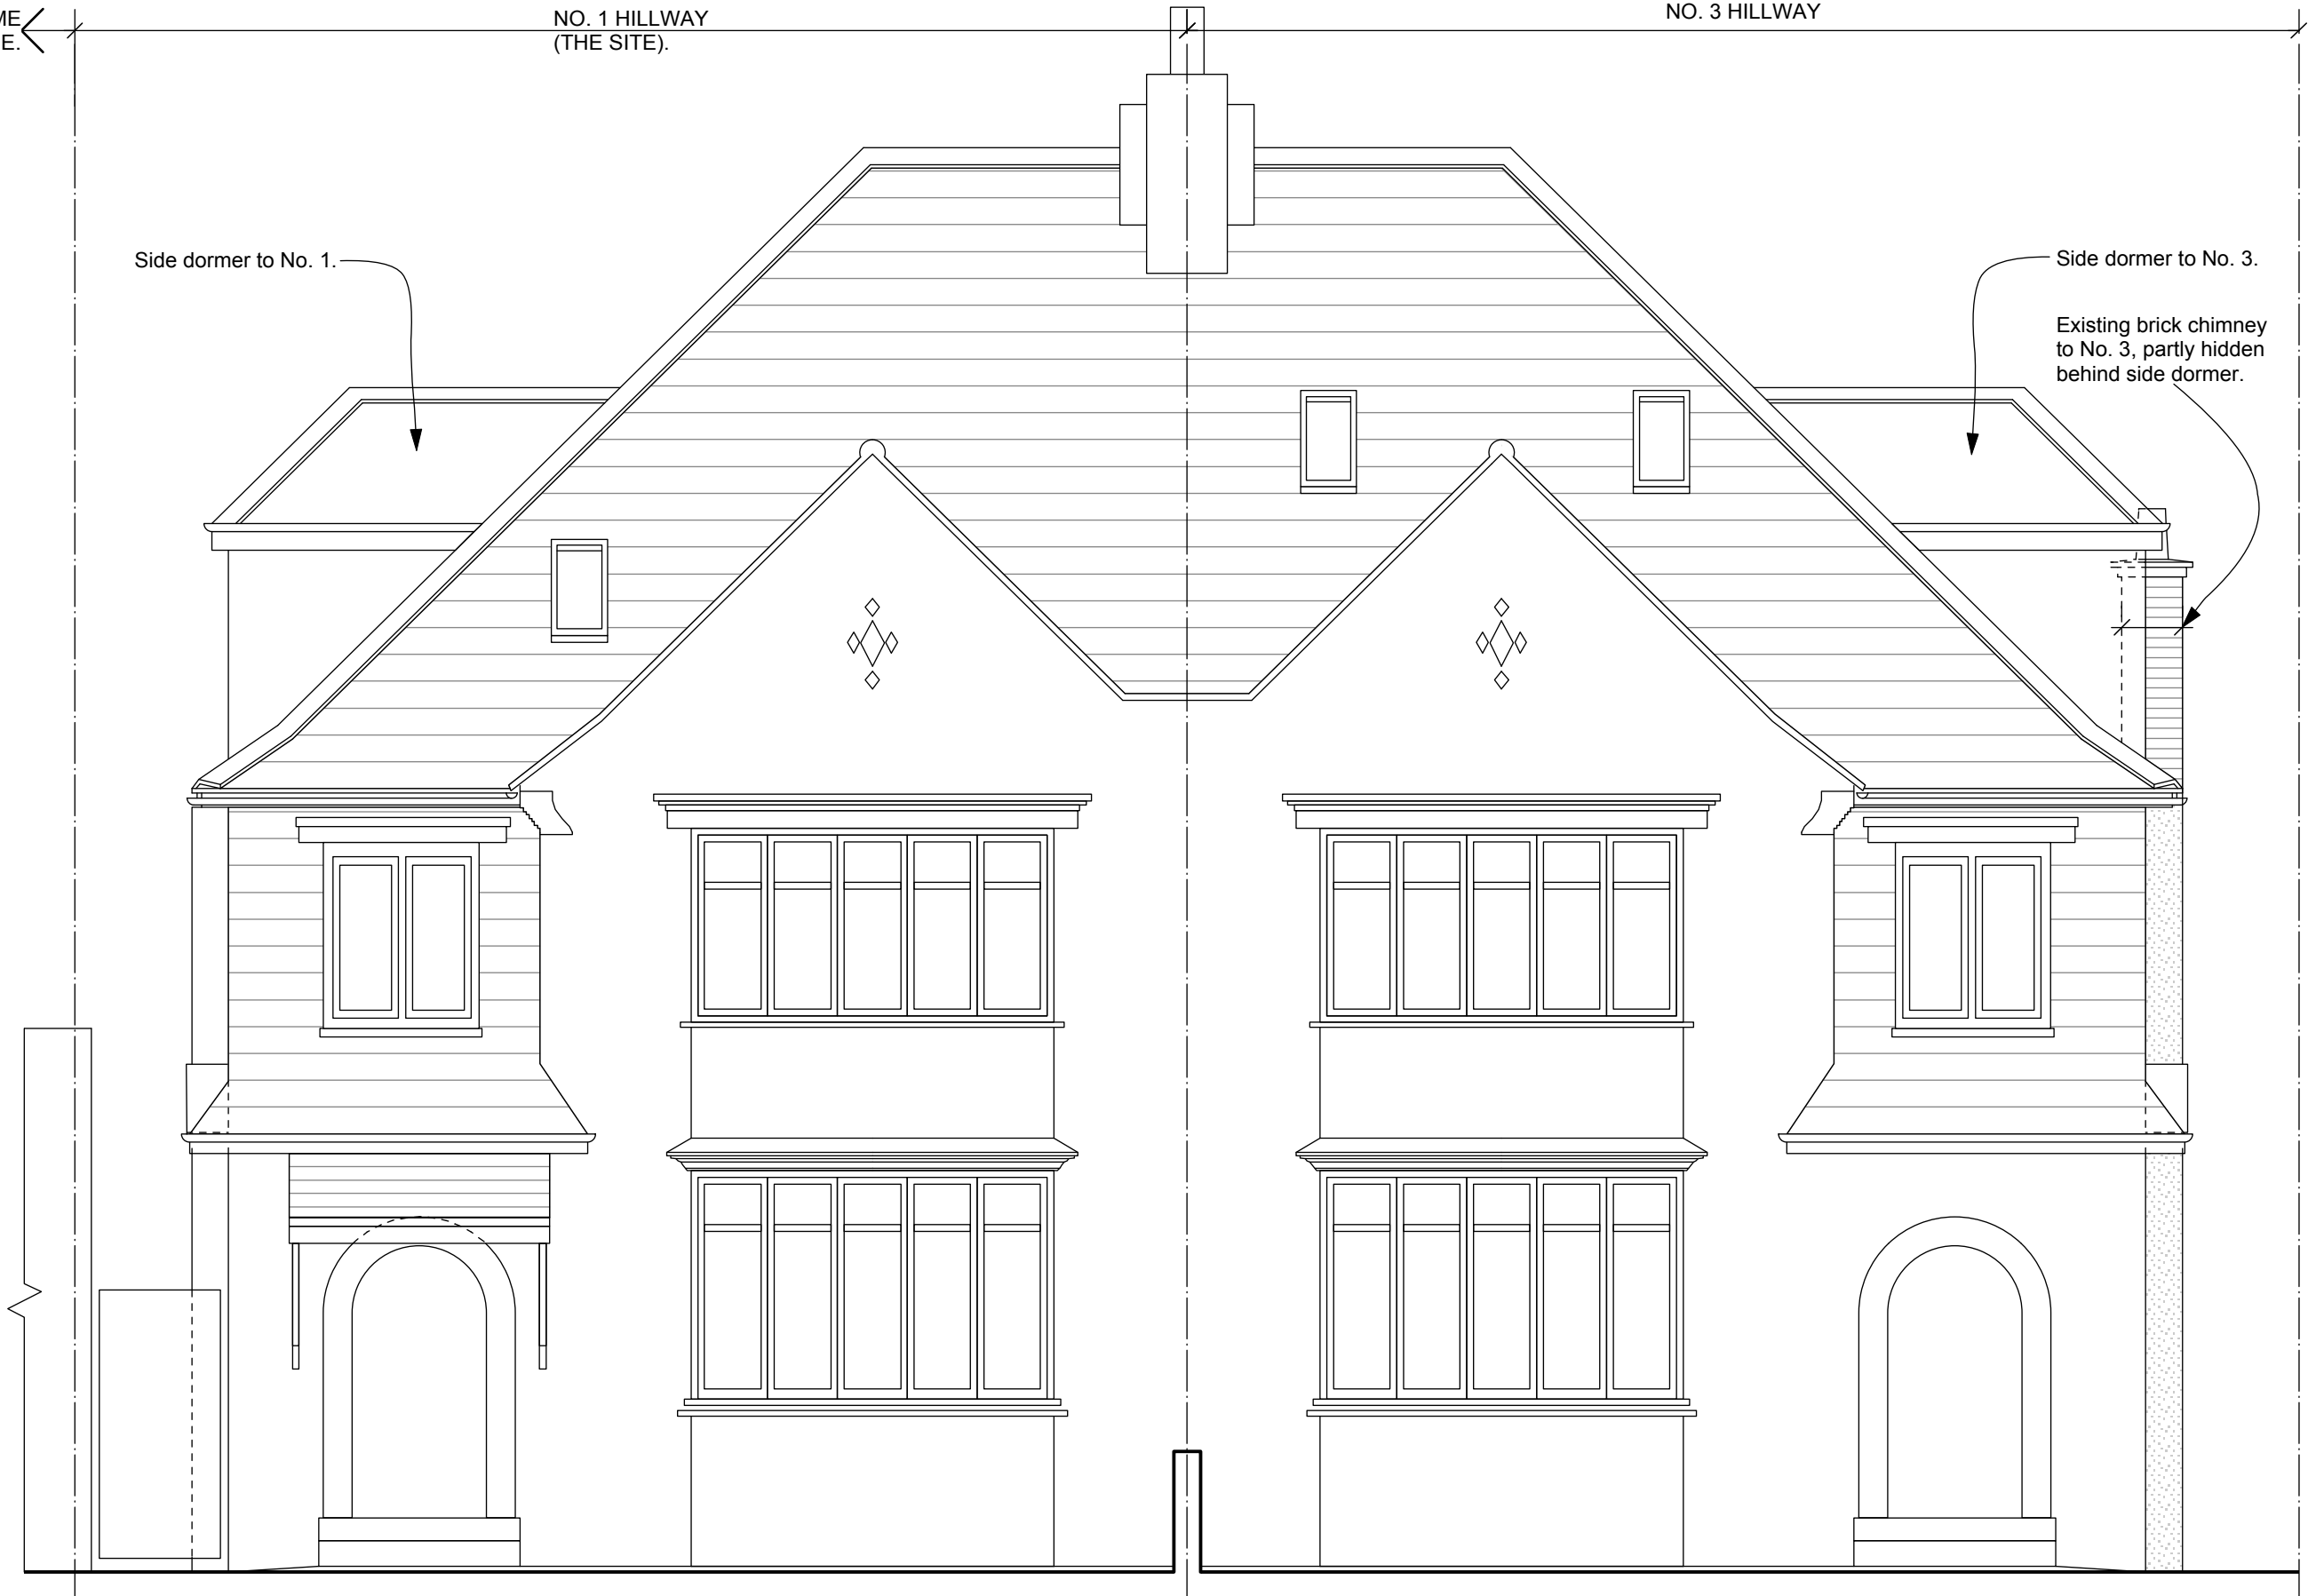 ME
E.
NO. 1 HILLWAY
(THE SITE).
NO. 3 HILLWAY
Side dormer to No. 1.
Side dormer to No. 3.
Existing brick chimney
to No. 3, partly hidden
behind side dormer.